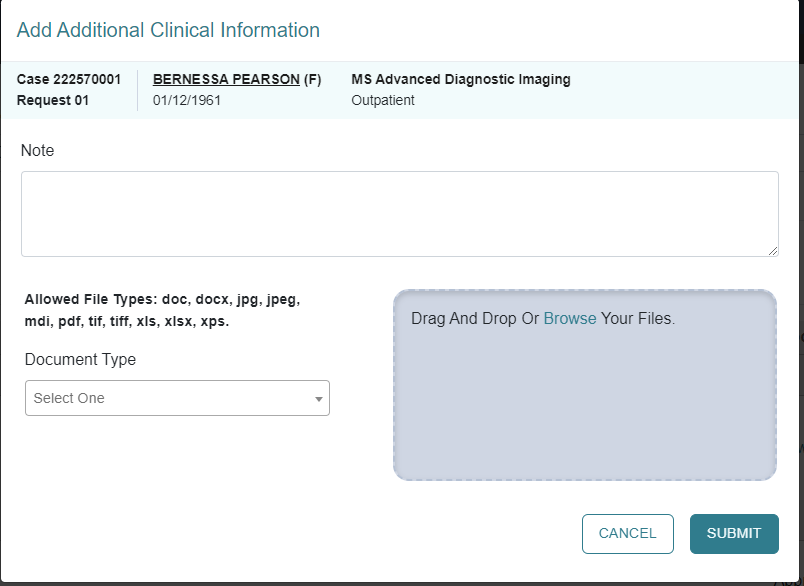 Add Additional Clinical Information
Case 222570001
Request 01
BERNESSA PEARSON (F)
01/12/1961
MS Advanced Diagnostic Imaging
Outpatient
Note
Allowed File Types: doc, docx, jpg, jpeg,
mdi, pdf, tif, tiff, xls, xlsx, xps.
Document Type
Select One
Drag And Drop Or Browse Your Files.
CANCEL
SUBMIT